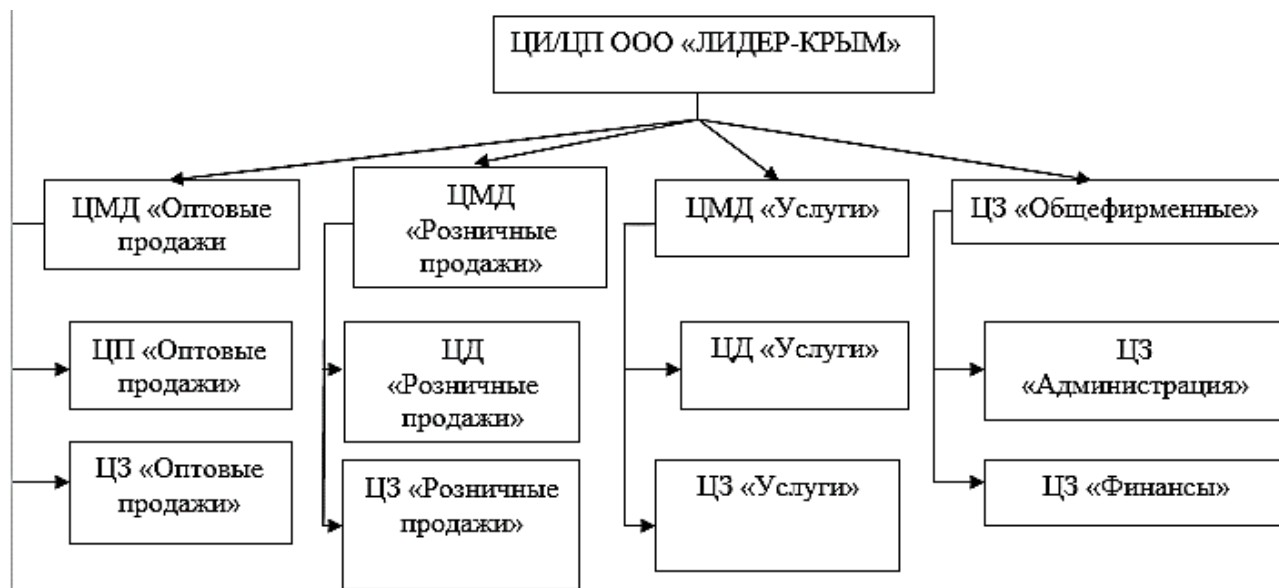 ЦИ/ЦП ООО «ЛИДЕР-КРЫМ»
ЦМД «Оптовые
продажи
ЦМД
«Розничные
продажи»
ЦМД «Услуги»
ЦЗ «Общефирменные»
ЦП «Оптовые
продажи»
ЦД
«Розничные
продажи»
ЦД «Услуги»
ЦЗ
«Администрация»
ЦЗ «Оптовые
продажи»
ЦЗ «Розничные
продажи»
ЦЗ «Услуги»
ЦЗ «Финансы»